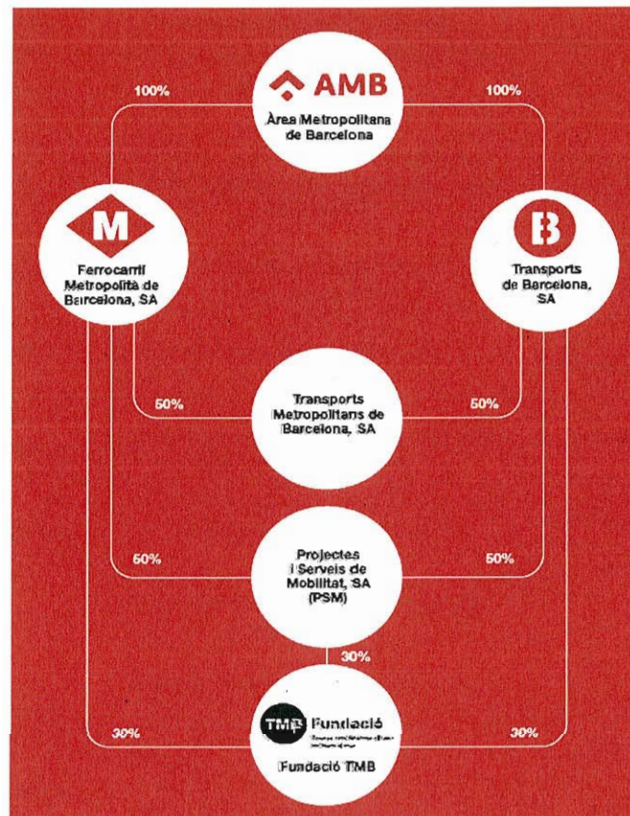 AMB
Àrea Metropolitana
de Barcelona
100%
100%
M
Ferrocarril
Metropolità de
Barcelona, SA
B
Transports
de Barcelona,
SA
Transports
Metropolitans de
Barcelona, SA
50%
50%
Projectes
i Serveis de
Mobilitat, SA
(PSM)
50%
50%
30%
TMB Fundació
Fundació TMB
30%
30%